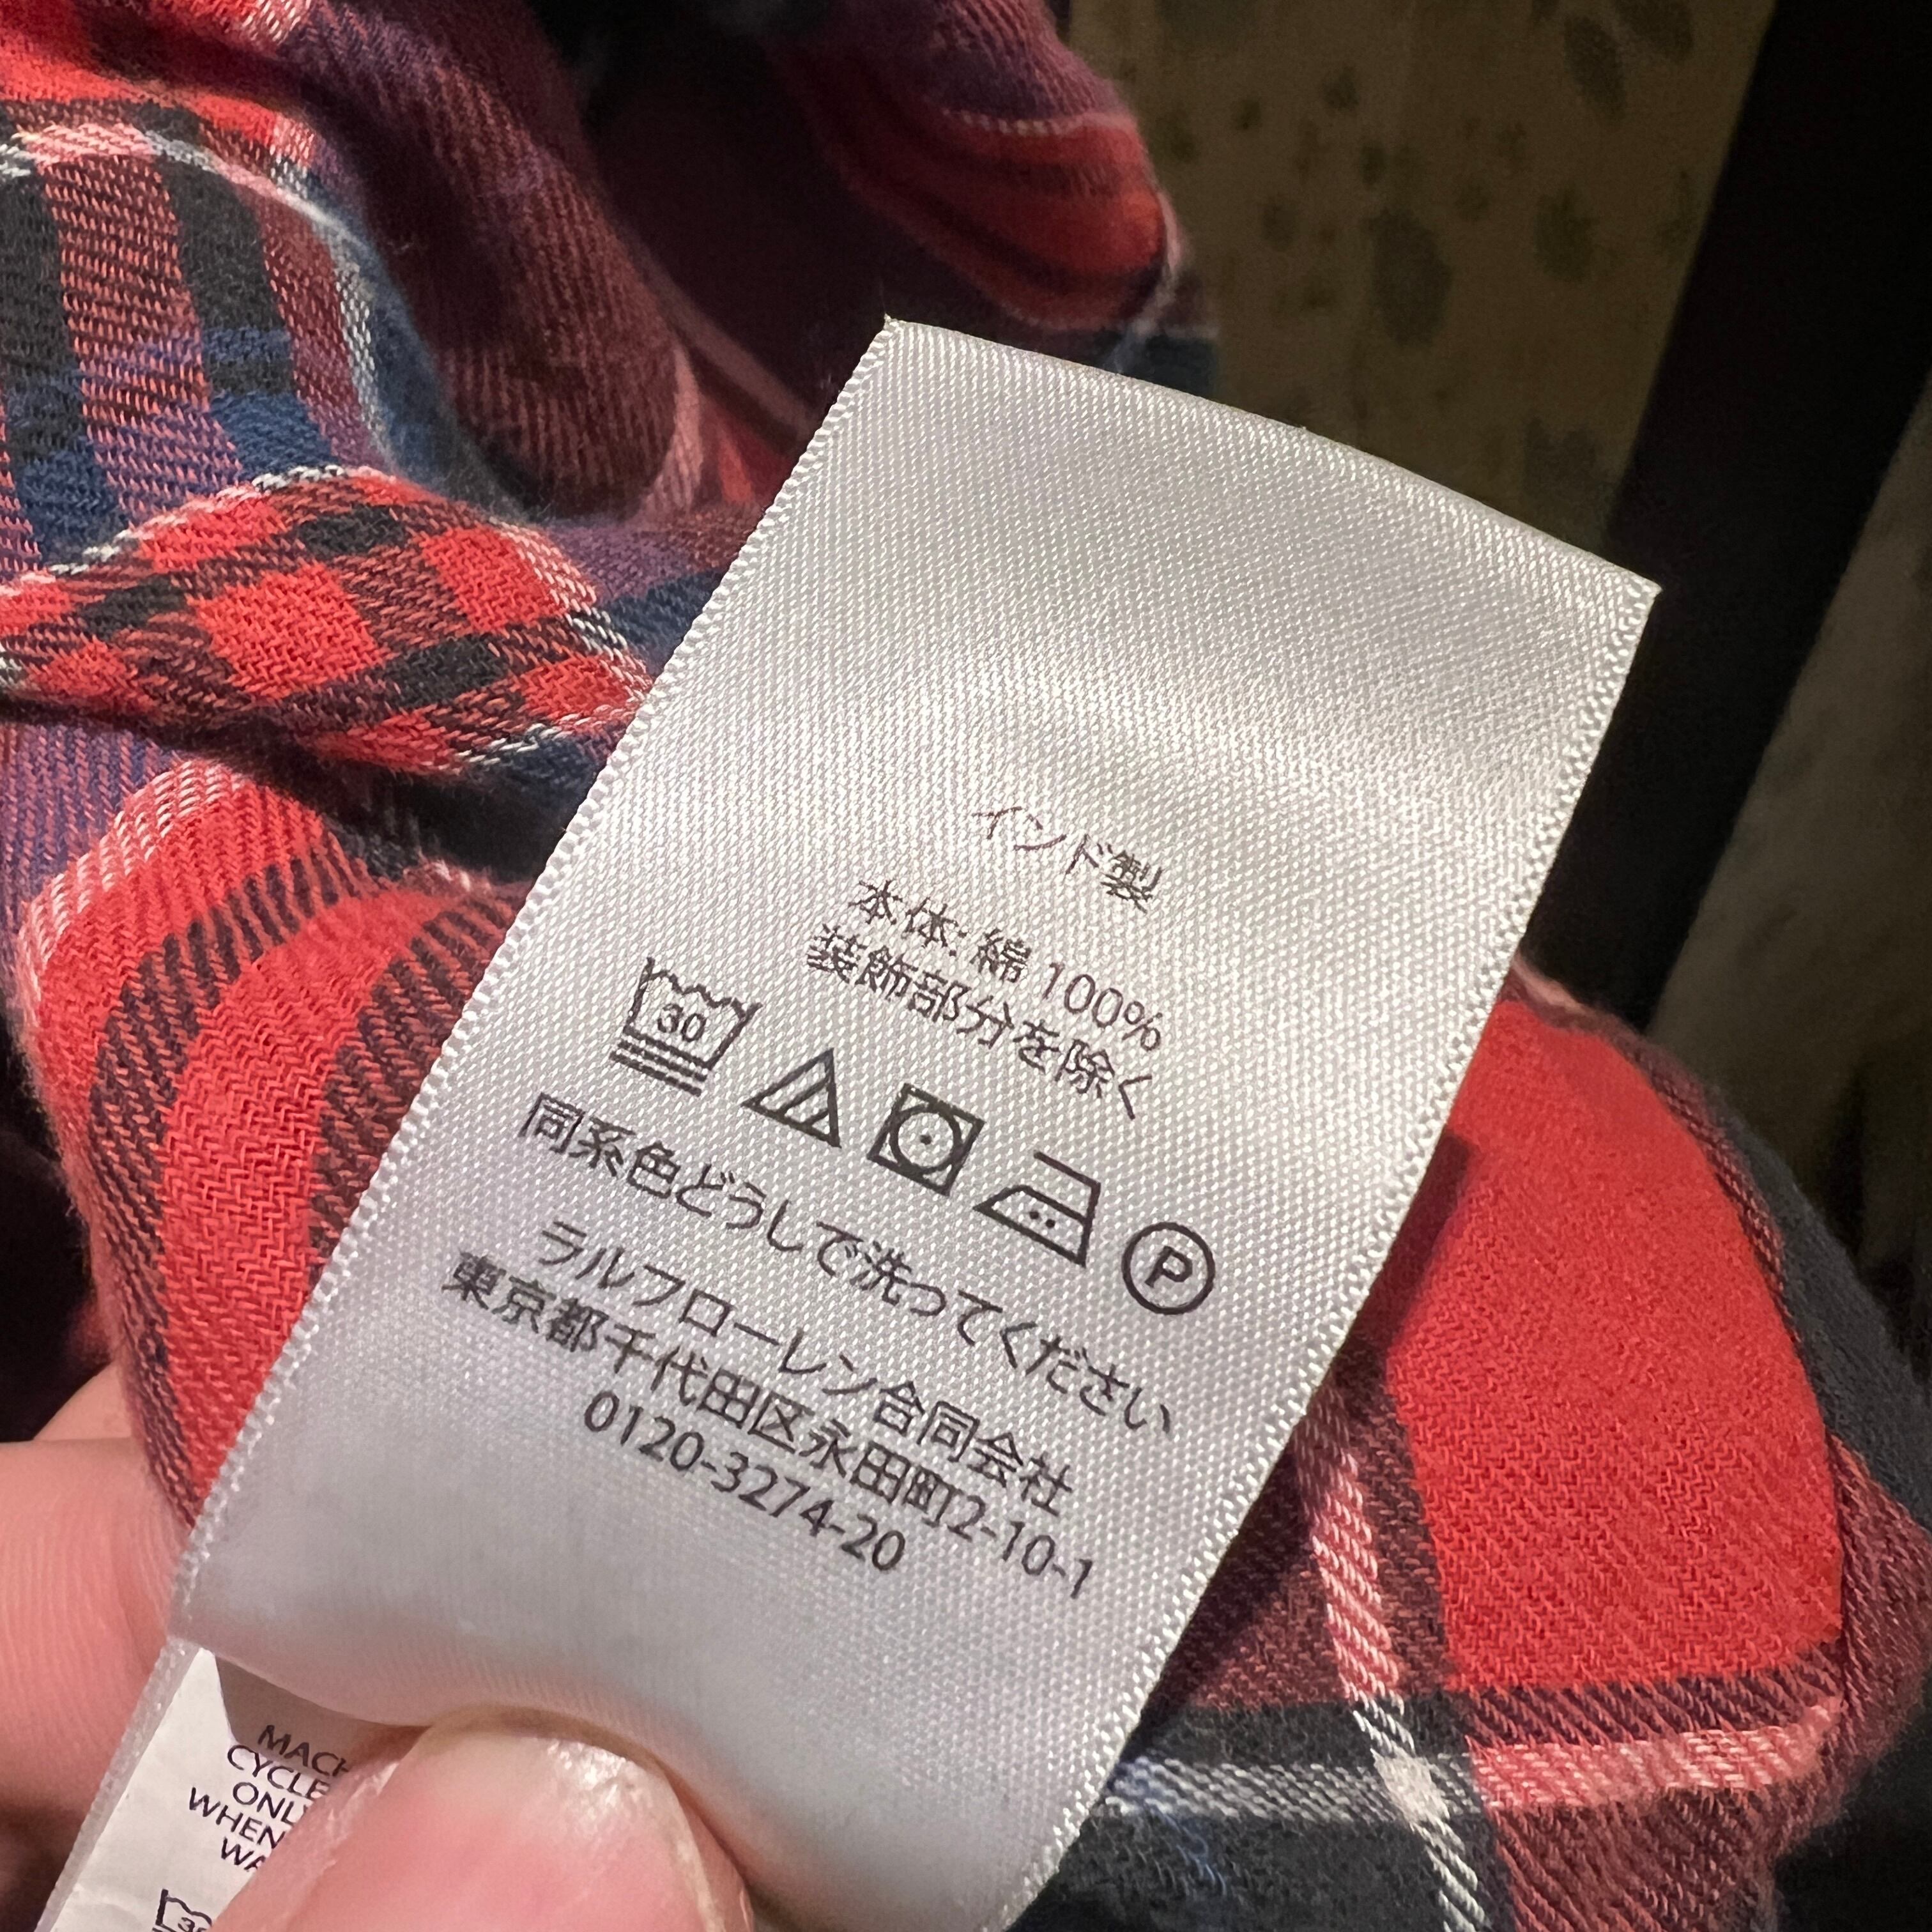 インド製
本体: 綿 100%
装飾部分を除く
30
P
同系色どうしで洗ってください
ラルフローレン合同会社
東京都千代田区永田町2-10-1
0120-3274-20
CYCLE
WHEN